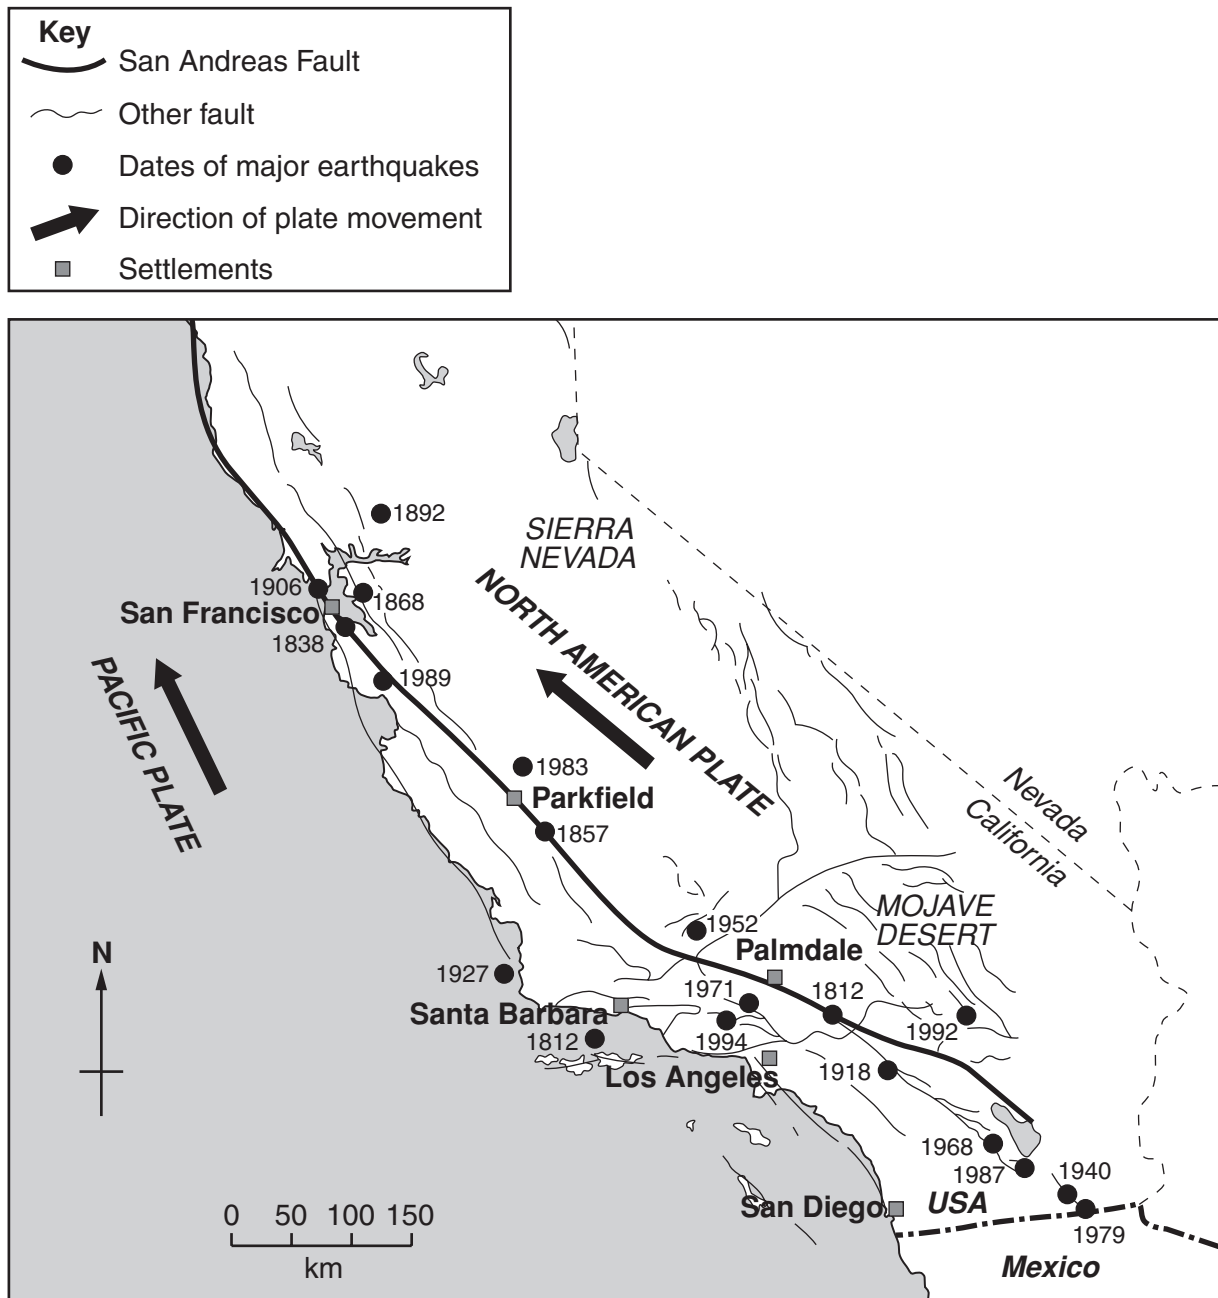 Key
San Andreas Fault
Other fault
Dates of major earthquakes
Direction of plate movement
Settlements
1892
SIERRA
NEVADA
1906
1868
San Francisco
1838
NORTH AMERICAN PLATE
PACIFIC PLATE
1989
1983
Parkfield
1857
Nevada
California
MOJAVE
DESERT
1952
Palmdale
N
1927
1971
1812
Santa Barbara
1992
1812
1994
Los Angeles
1918
1968
1987
1940
San Diego
USA
0 50 100 150
km
1979
Mexico